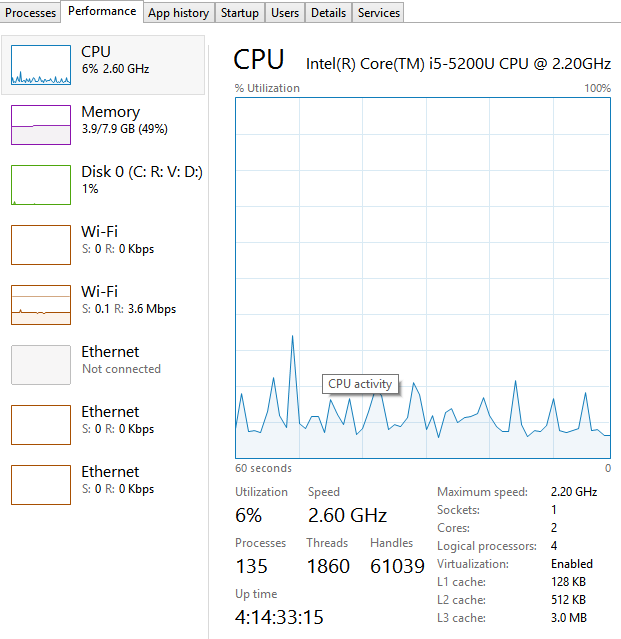 Processes Performance App history Startup Users Details Services
CPU
6% 2.60 GHz
Memory
3.9/7.9 GB (49%)
Disk 0 (C: R: V: D:)
1%
Wi-Fi
S: 0 R: 0 Kbps
Wi-Fi
S: 0.1 R: 3.6 Mbps
Ethernet
Not connected
Ethernet
S: 0 R: 0 Kbps
Ethernet
S: 0 R: 0 Kbps
CPU Intel(R) Core(TM) i5-5200U CPU @ 2.20GHz
% Utilization 100%
CPU activity
60 seconds 0
Utilization Speed
6% 2.60 GHz
Processes Threads Handles
135 1860 61039
Up time
4:14:33:15
Maximum speed: 2.20 GHz
Sockets: 1
Cores: 2
Logical processors: 4
Virtualization: Enabled
L1 cache: 128 KB
L2 cache: 512 KB
L3 cache: 3.0 MB